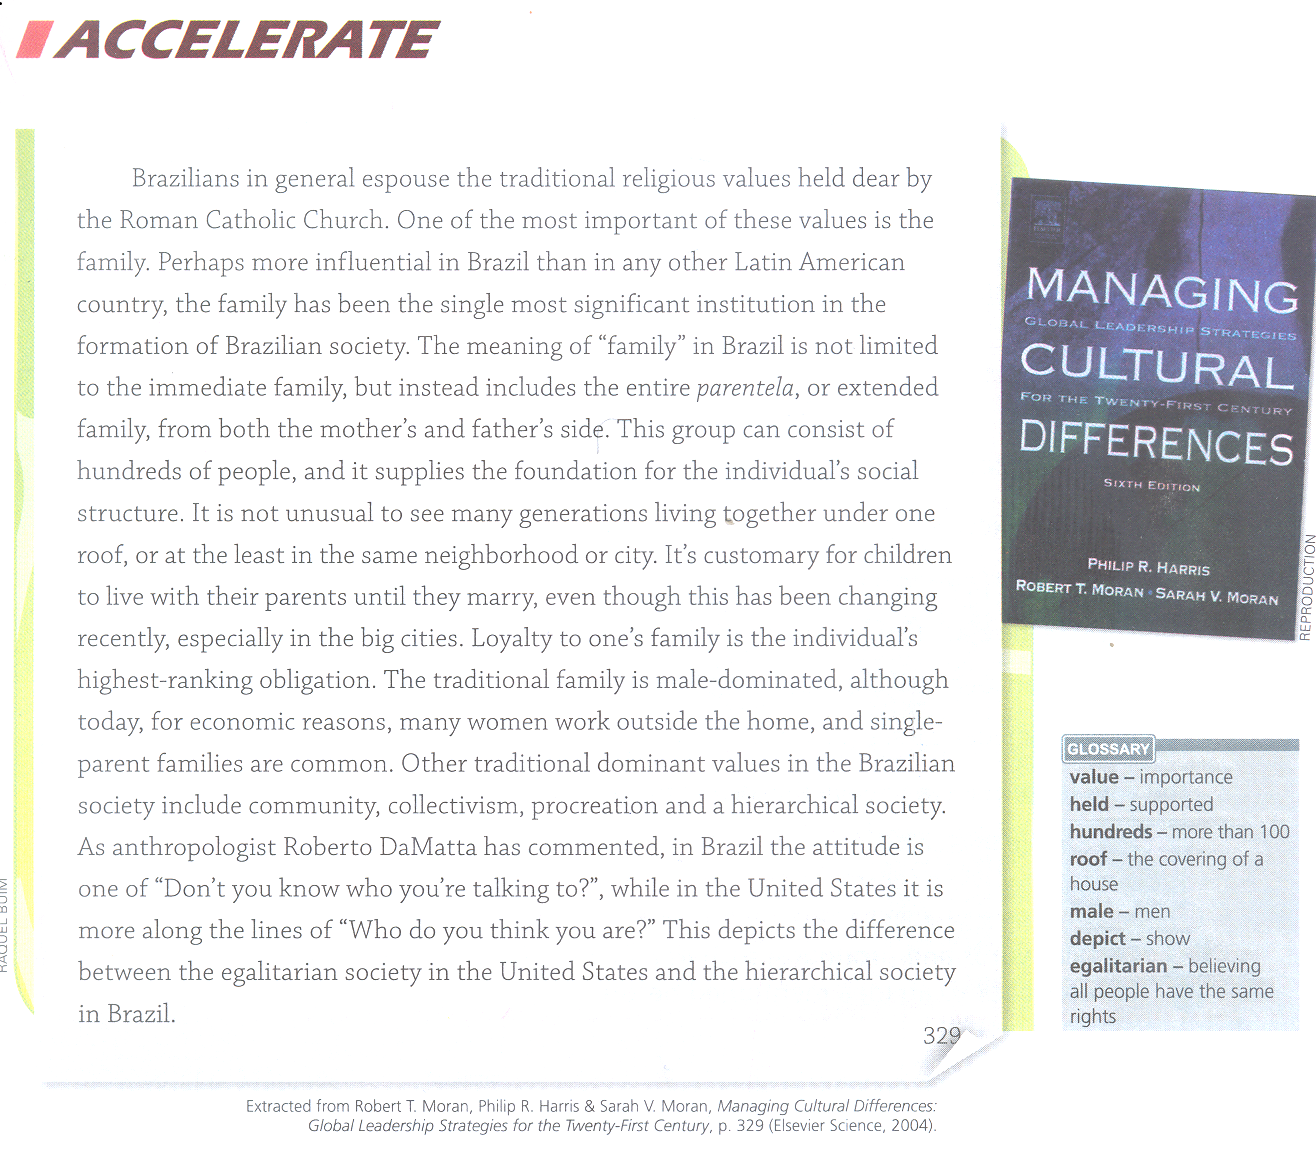 ACCELERATE
Brazilians in general espouse the traditional religious values held dear by
the Roman Catholic Church. One of the most important of these values is the
family. Perhaps more influential in Brazil than in any other Latin American
country, the family has been the single most significant institution in the
formation of Brazilian society. The meaning of “family” in Brazil is not limited
to the immediate family, but instead includes the entire parentela, or extended
family, from both the mother’s and father’s side. This group can consist of
hundreds of people, and it supplies the foundation for the individual’s social
structure. It is not unusual to see many generations living together under one
roof, or at the least in the same neighborhood or city. It’s customary for children
to live with their parents until they marry, even though this has been changing
recently, especially in the big cities. Loyalty to one’s family is the individual’s
highest-ranking obligation. The traditional family is male-dominated, although
today, for economic reasons, many women work outside the home, and single-
parent families are common. Other traditional dominant values in the Brazilian
society include community, collectivism, procreation and a hierarchical society.
As anthropologist Roberto DaMatta has commented, in Brazil the attitude is
one of “Don’t you know who you’re talking to?”, while in the United States it is
more along the lines of “Who do you think you are?” This depicts the difference
between the egalitarian society in the United States and the hierarchical society
in Brazil.
329
Extracted from Robert T. Moran, Philip R. Harris & Sarah V. Moran, Managing Cultural Differences:
Global Leadership Strategies for the Twenty-First Century, p. 329 (Elsevier Science, 2004).
RAQUEL BUIM
MANAGING
GLOBAL LEADERSHIP STRATEGIES
CULTURAL
FOR THE TWENTY-FIRST CENTURY
DIFFERENCES
SIXTH EDITION
PHILIP R. HARRIS
ROBERT T. MORAN • SARAH V. MORAN
REPRODUCTION
GLOSSARY
value – importance
held – supported
hundreds – more than 100
roof – the covering of a
house
male – men
depict – show
egalitarian – believing
all people have the same
rights